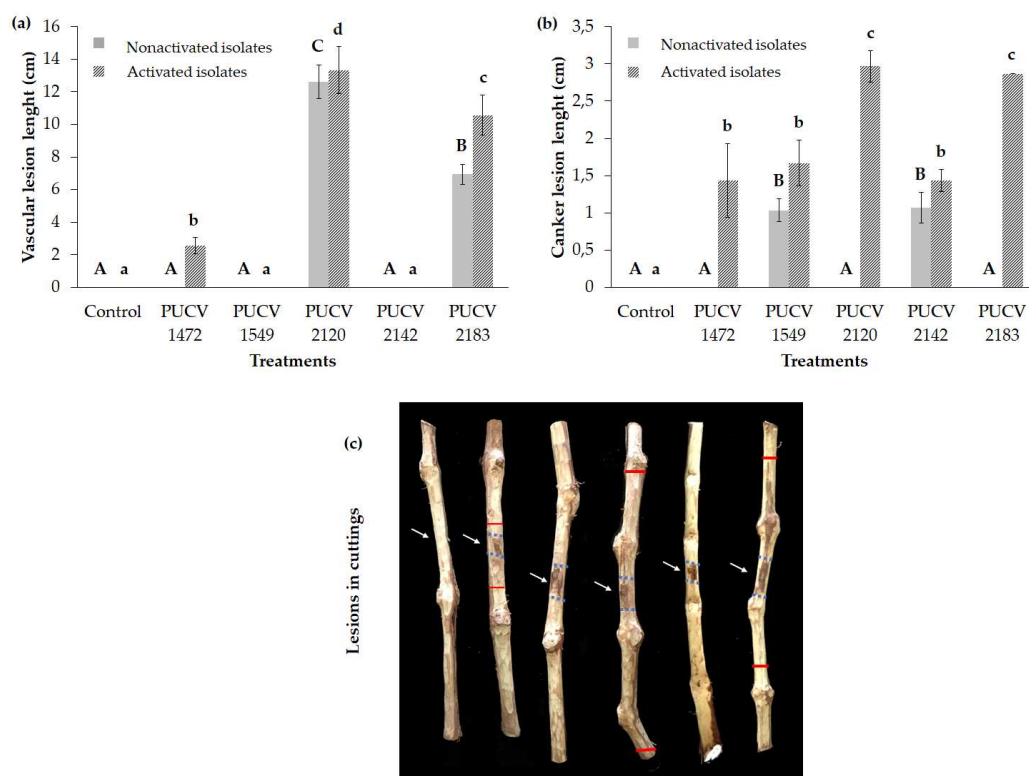 (a)
Vascular lesion lenght (cm)
16
14
12
10
8
6
4
2
0
Nonactivated isolates
Activated isolates
A a
A b
A a
C d
A a
B c
Control
PUCV 1472
PUCV 1549
PUCV 2120
PUCV 2142
PUCV 2183
Treatments
(b)
Canker lesion lenght (cm)
3,5
3
2,5
2
1,5
1
0,5
0
Nonactivated isolates
Activated isolates
A a
A b
B b
A c
B b
A c
Control
PUCV 1472
PUCV 1549
PUCV 2120
PUCV 2142
PUCV 2183
Treatments
(c)
Lesions in cuttings